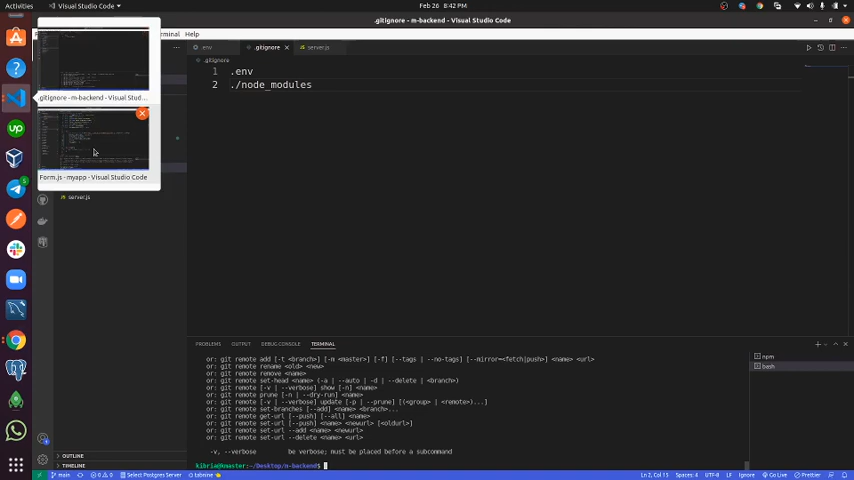 Activities
Visual Studio Code
Feb 26 8:42 PM
.gitignore - m-backend - Visual Studio Code
rminal Help
.env
.gitignore
server.js
.gitignore
1 .env
2 ./node_modules
.gitignore - m-backend - Visual Stud...
Form.js - myapp - Visual Studio Code
server.js
PROBLEMS OUTPUT DEBUG CONSOLE TERMINAL
or: git remote add [-t <branch>] [-m <master>] [-f] [--tags | --no-tags] [--mirror=<fetch|push>] <name> <url>
or: git remote rename <old> <new>
or: git remote remove <name>
or: git remote set-head <name> (-a | --auto | -d | --delete | <branch>)
or: git remote [-v | --verbose] show [-n] <name>
or: git remote prune [-n | --dry-run] <name>
or: git remote [-v | --verbose] update [-p | --prune] [(<group> | <remote>)...]
or: git remote set-branches [--add] <name> <branch>...
or: git remote get-url [--push] [--all] <name>
or: git remote set-url [--push] <name> <newurl> [<oldurl>]
or: git remote set-url --add <name> <newurl>
or: git remote set-url --delete <name> <url>
-v, --verbose be verbose; must be placed before a subcommand
kibria@kmaster:~/Desktop/m-backend$
npm
bash
OUTLINE
TIMELINE
main
0 0
Select Postgres Server
tabnine
Ln 2, Col 15 Spaces: 4 UTF-8 LF Ignore Go Live Prettier